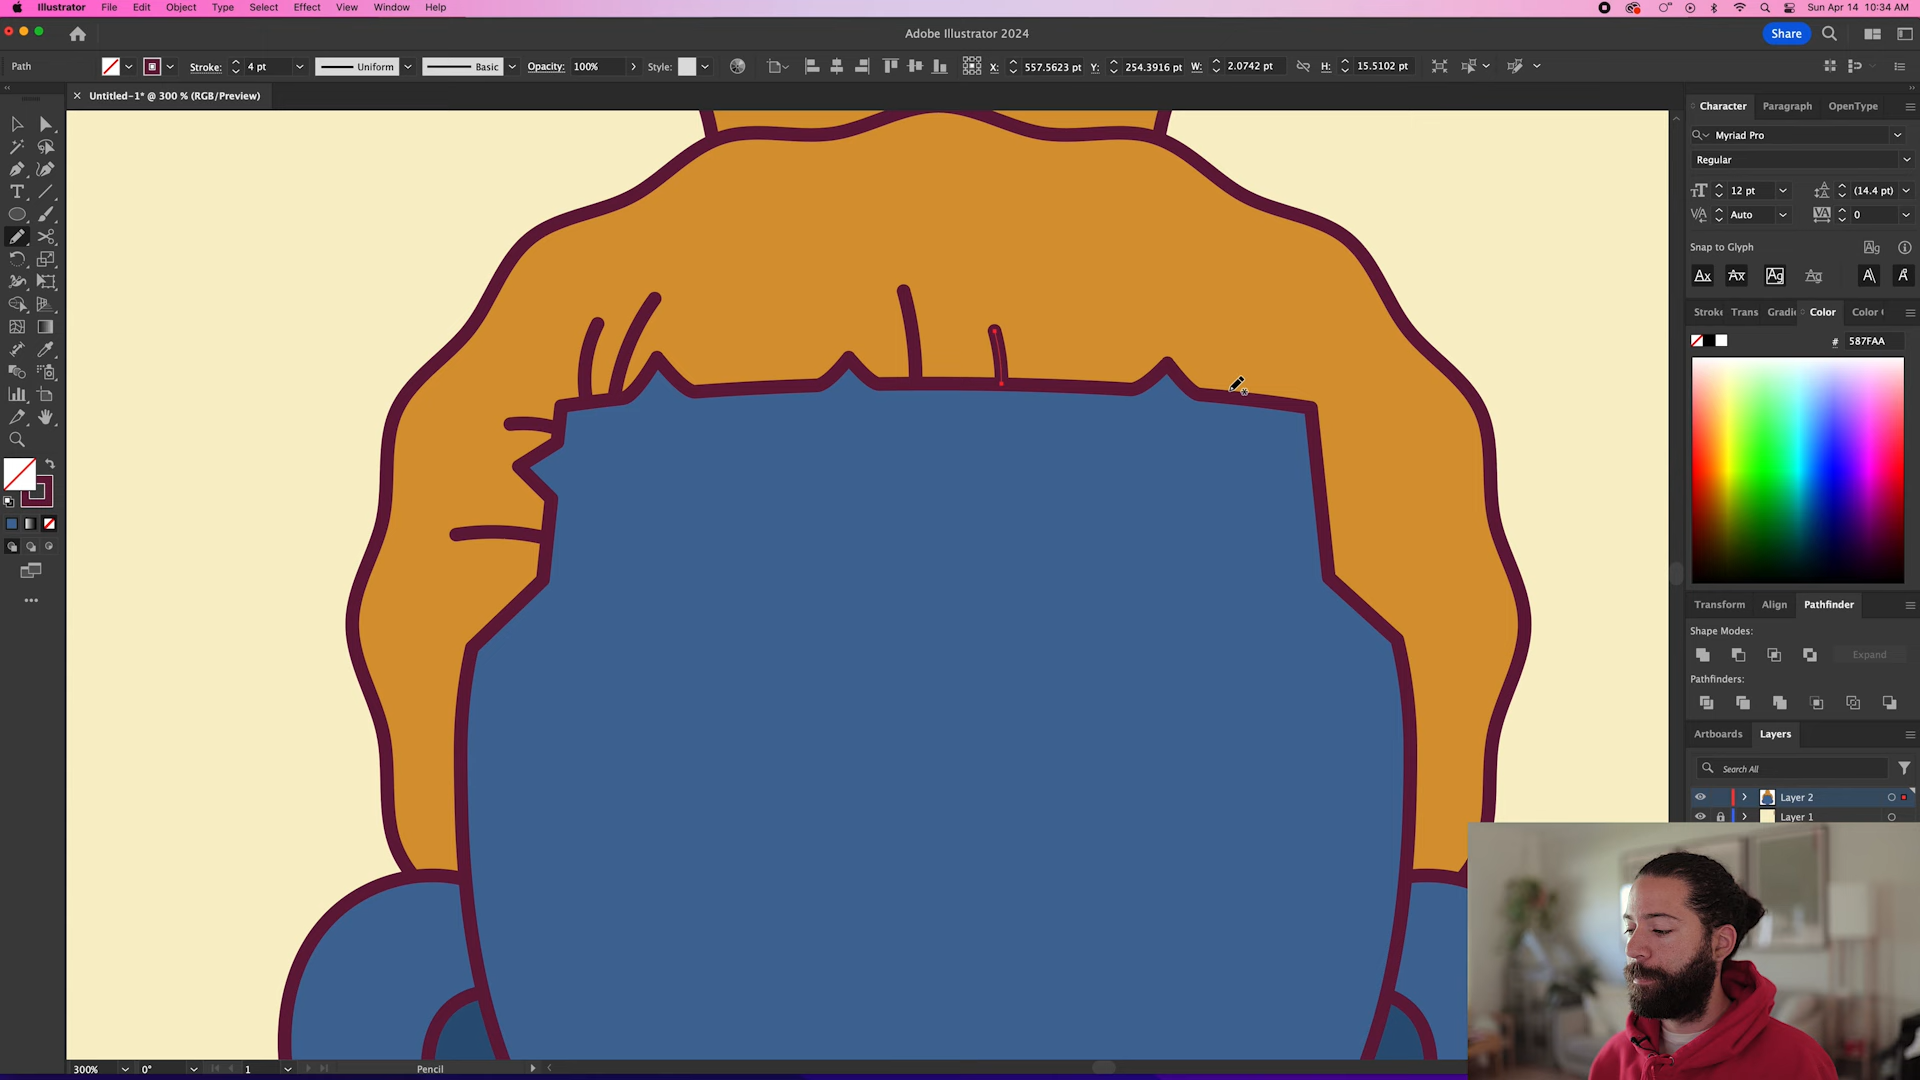 Illustrator File Edit Object Type Select Effect View Window Help
Sun Apr 14 10:34 AM
Adobe Illustrator 2024
Share
Path
Stroke: 4 pt
Uniform
Basic
Opacity: 100%
Style:
X: 557.5623 pt
Y: 254.3916 pt
W: 2.0742 pt
H: 15.5102 pt
Untitled-1* @ 300 % (RGB/Preview)
Character Paragraph OpenType
Myriad Pro
Regular
12 pt
(14.4 pt)
Auto
0
Snap to Glyph
Stroke Trans Gradie Color Color
# 587FAA
Transform Align Pathfinder
Shape Modes:
Expand
Pathfinders:
Artboards Layers
Search All
Layer 2
Layer 1
300%
0°
1
Pencil